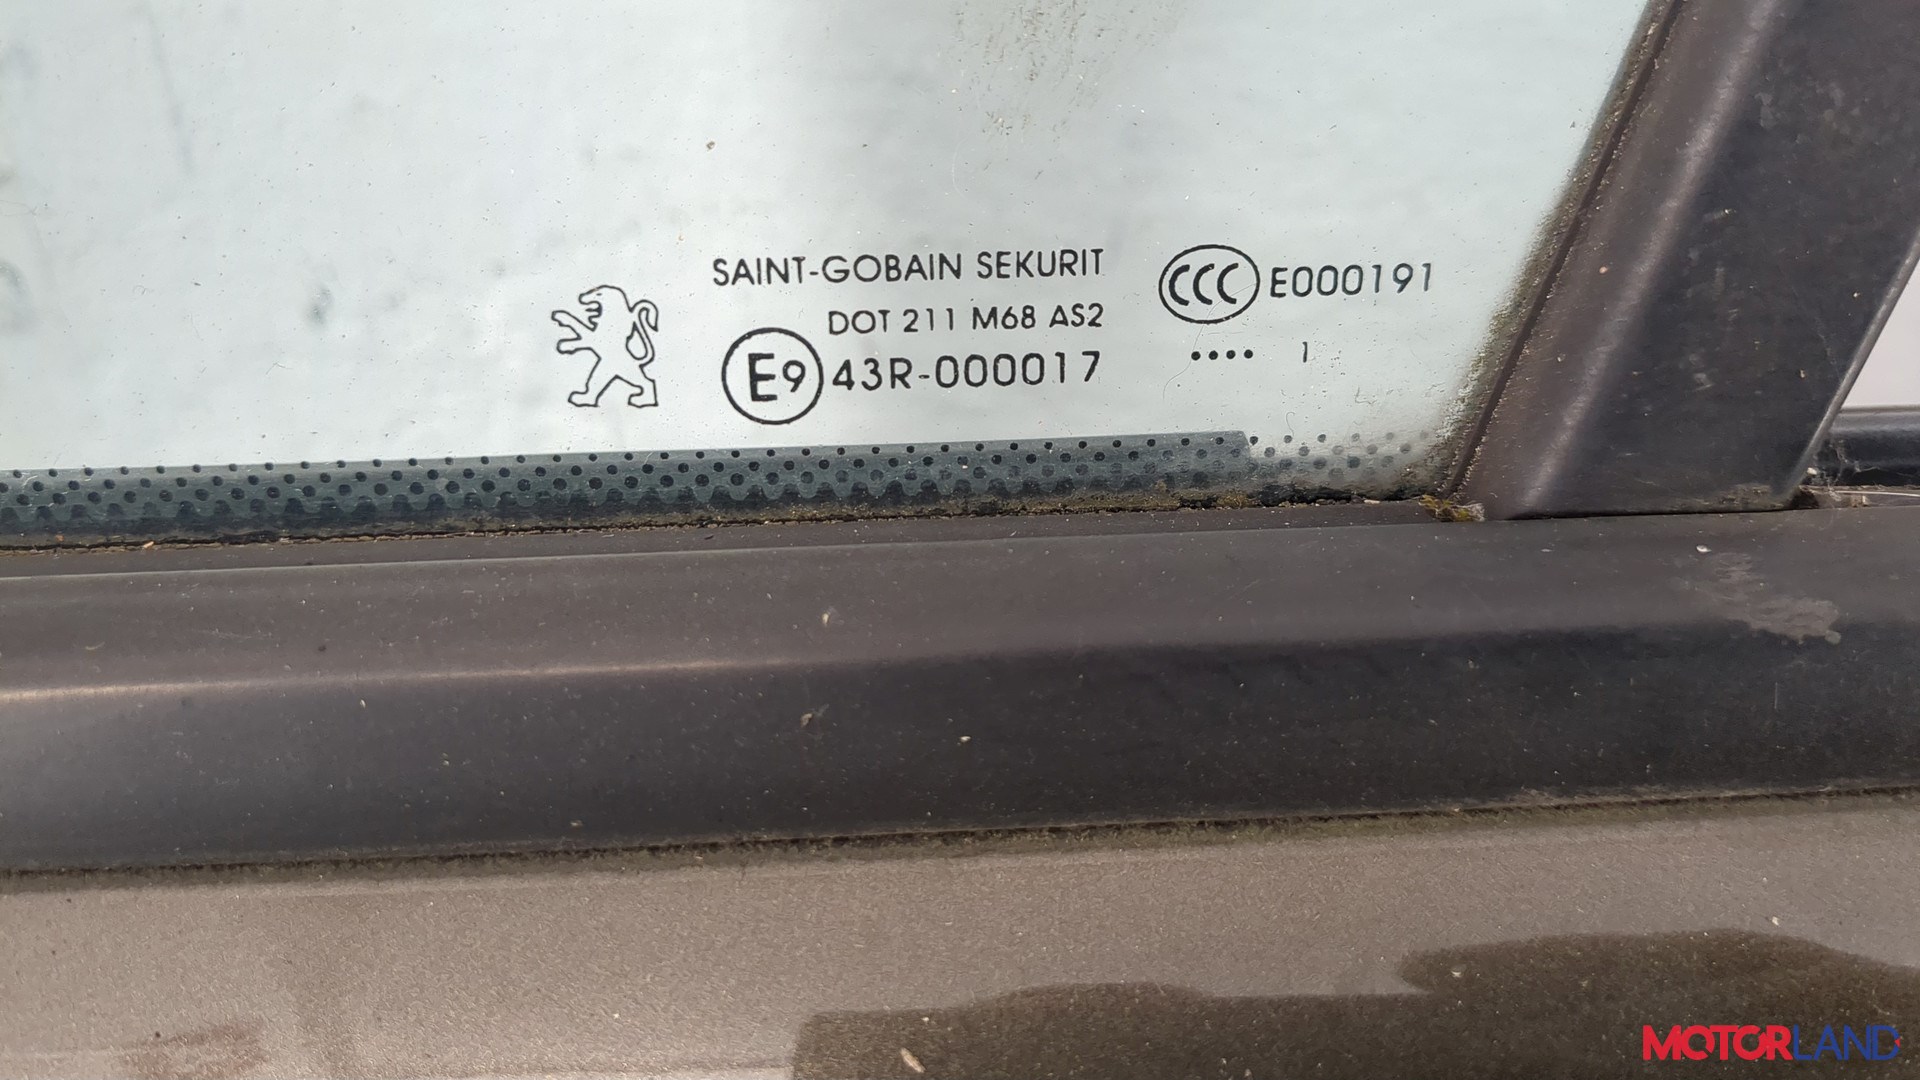 SAINT-GOBAIN SEKURIT
DOT 211 M68 AS2
E9 43R-000017
CCC E000191
.... 1
MOTORLAND